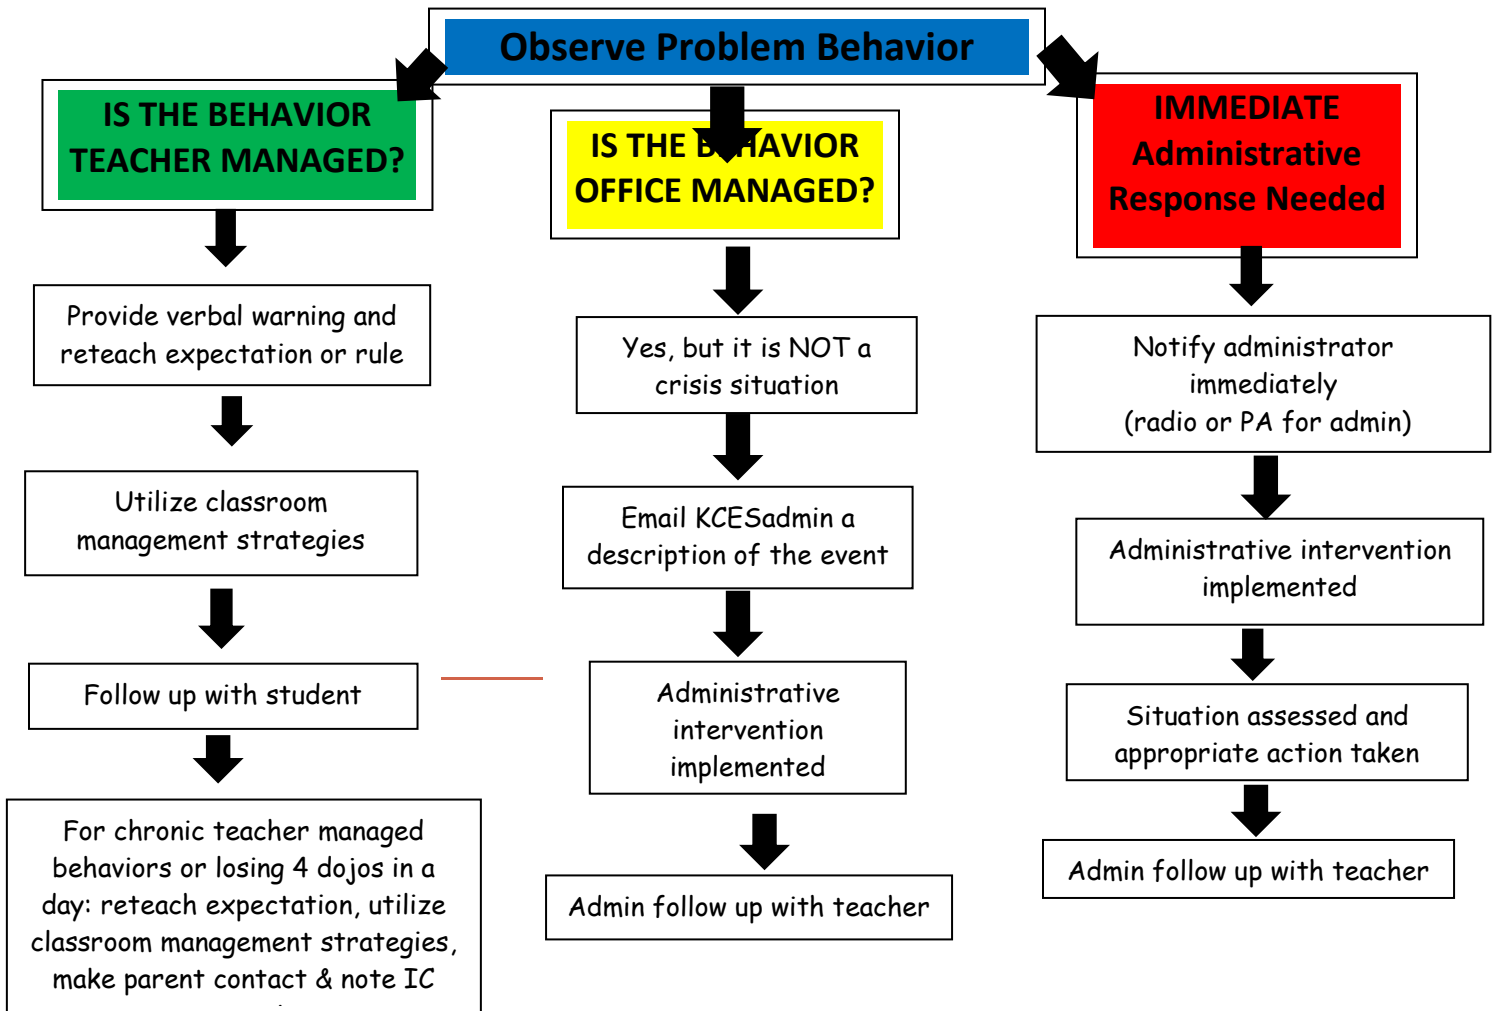 Observe Problem Behavior
IS THE BEHAVIOR
TEACHER MANAGED?
Provide verbal warning and
reteach expectation or rule
Utilize classroom
management strategies
Follow up with student
For chronic teacher managed
behaviors or losing 4 dojos in a
day: reteach expectation, utilize
classroom management strategies,
make parent contact & note IC
IS THE BEHAVIOR
OFFICE MANAGED?
Yes, but it is NOT a
crisis situation
Email KCESadmin a
description of the event
Administrative
intervention
implemented
Admin follow up with teacher
IMMEDIATE
Administrative
Response Needed
Notify administrator
immediately
(radio or PA for admin)
Administrative intervention
implemented
Situation assessed and
appropriate action taken
Admin follow up with teacher